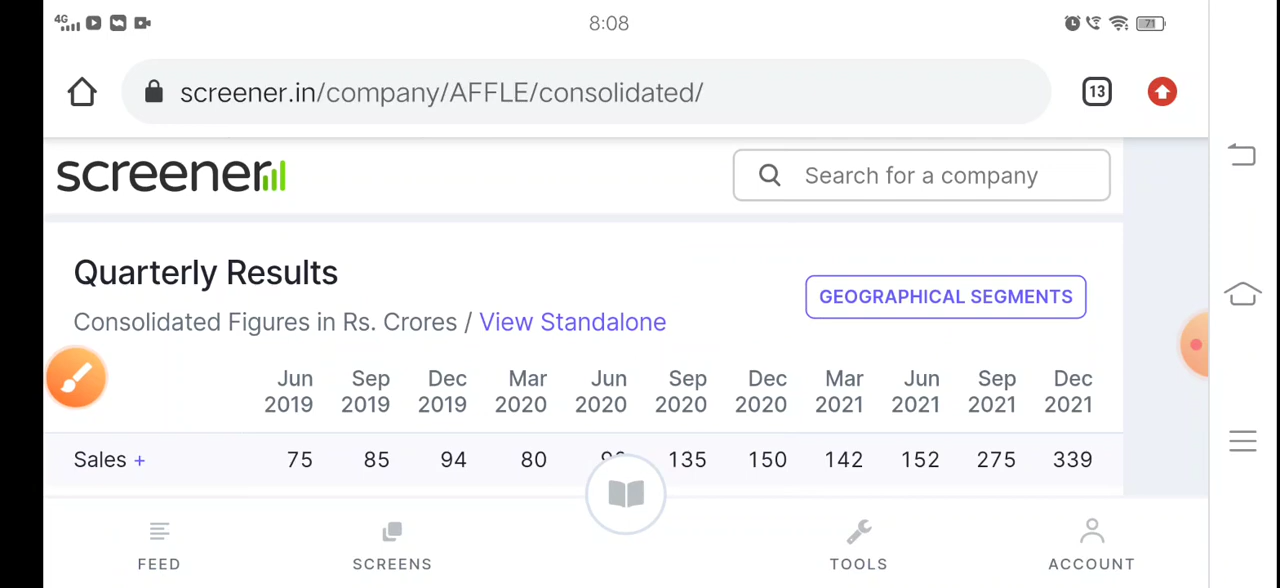 4G 8:08 71
screener.in/company/AFFLE/consolidated/ 13
screener Search for a company
Quarterly Results
GEOGRAPHICAL SEGMENTS
Consolidated Figures in Rs. Crores / View Standalone
Jun Sep Dec Mar Jun Sep Dec Mar Jun Sep Dec
2019 2019 2019 2020 2020 2020 2020 2021 2021 2021 2021
Sales + 75 85 94 80 135 150 142 152 275 339
FEED SCREENS TOOLS ACCOUNT